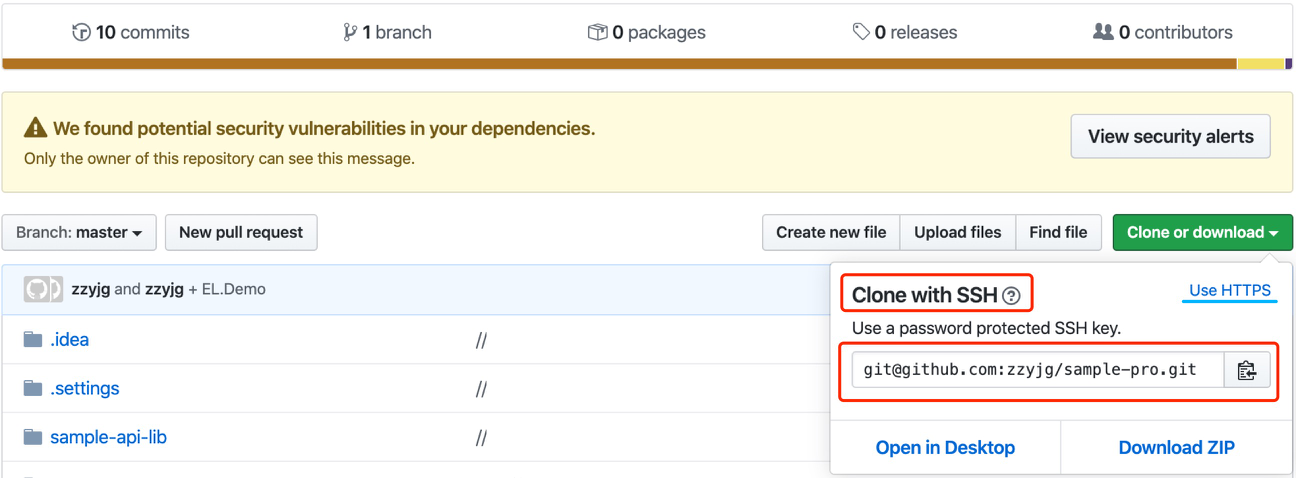 10 commits 1 branch 0 packages 0 releases 0 contributors
We found potential security vulnerabilities in your dependencies.
Only the owner of this repository can see this message.
View security alerts
Branch: master New pull request Create new file Upload files Find file Clone or download
zzyjg and zzyjg + EL.Demo
Clone with SSH Use HTTPS
Use a password protected SSH key.
.idea //
git@github.com:zzyjg/sample-pro.git
.settings //
sample-api-lib //
Open in Desktop Download ZIP